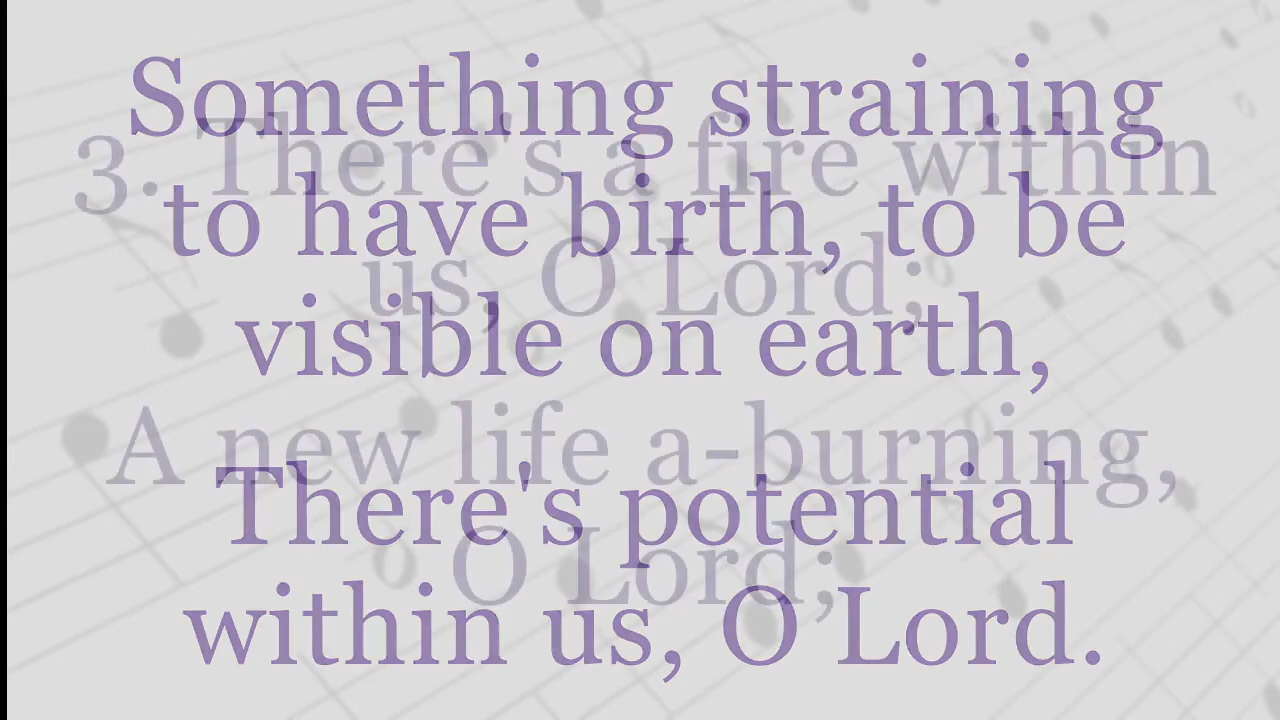 Something straining
to have birth, to be
visible on earth,
There's potential
within us, O Lord.
3. There's a fire within
us, O Lord;
A new life a-burning,
O Lord;